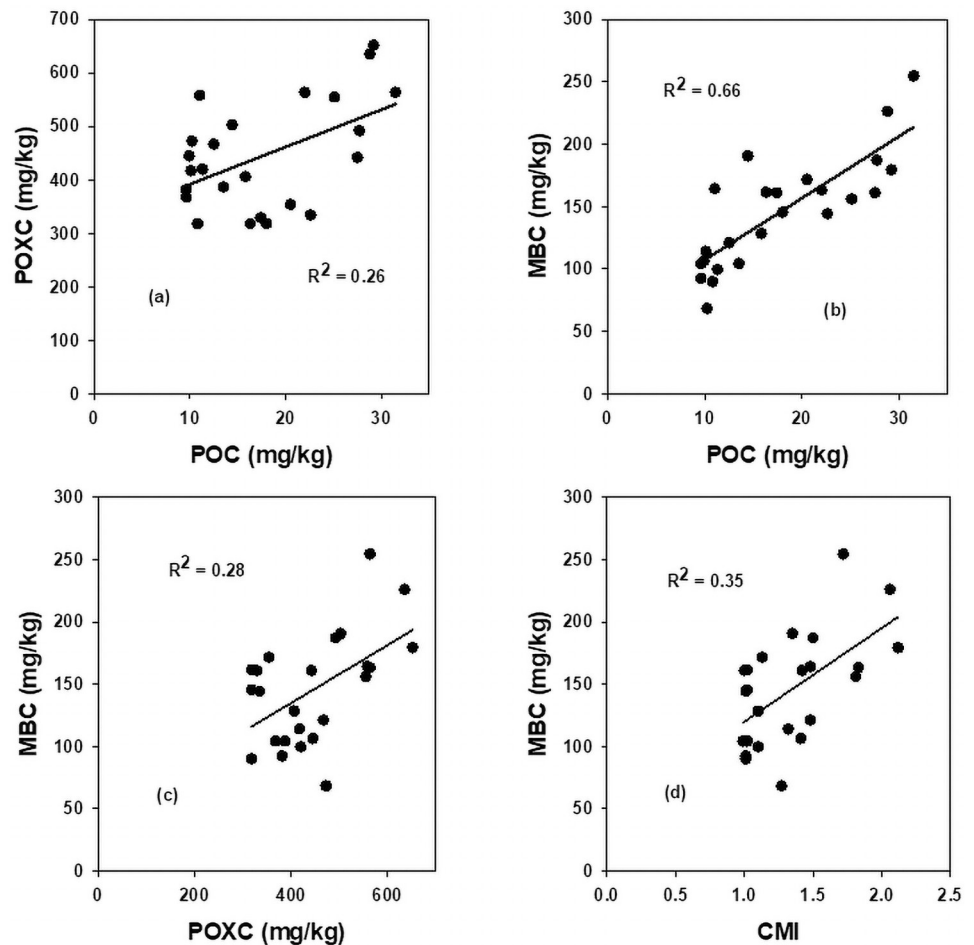 700
600
500
400
300
200
100
0
POXC (mg/kg)
R2 = 0.26
(a)
0 10 20 30
POC (mg/kg)
300
250
200
150
100
50
0
MBC (mg/kg)
R2 = 0.66
(b)
0 10 20 30
POC (mg/kg)
300
250
200
150
100
50
0
MBC (mg/kg)
R2 = 0.28
(c)
0 200 400 600
POXC (mg/kg)
300
250
200
150
100
50
0
MBC (mg/kg)
R2 = 0.35
(d)
0.0 0.5 1.0 1.5 2.0 2.5
CMI